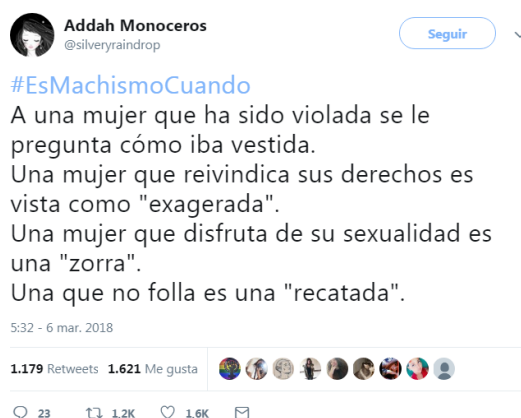 Addah Monoceros
@silveryraindrop
Seguir
#EsMachismoCuando
A una mujer que ha sido violada se le
pregunta cómo iba vestida.
Una mujer que reivindica sus derechos es
vista como "exagerada".
Una mujer que disfruta de su sexualidad es
una "zorra".
Una que no folla es una "recatada".
5:32 - 6 mar. 2018
1.179 Retweets 1.621 Me gusta
23 1,2K 1,6K